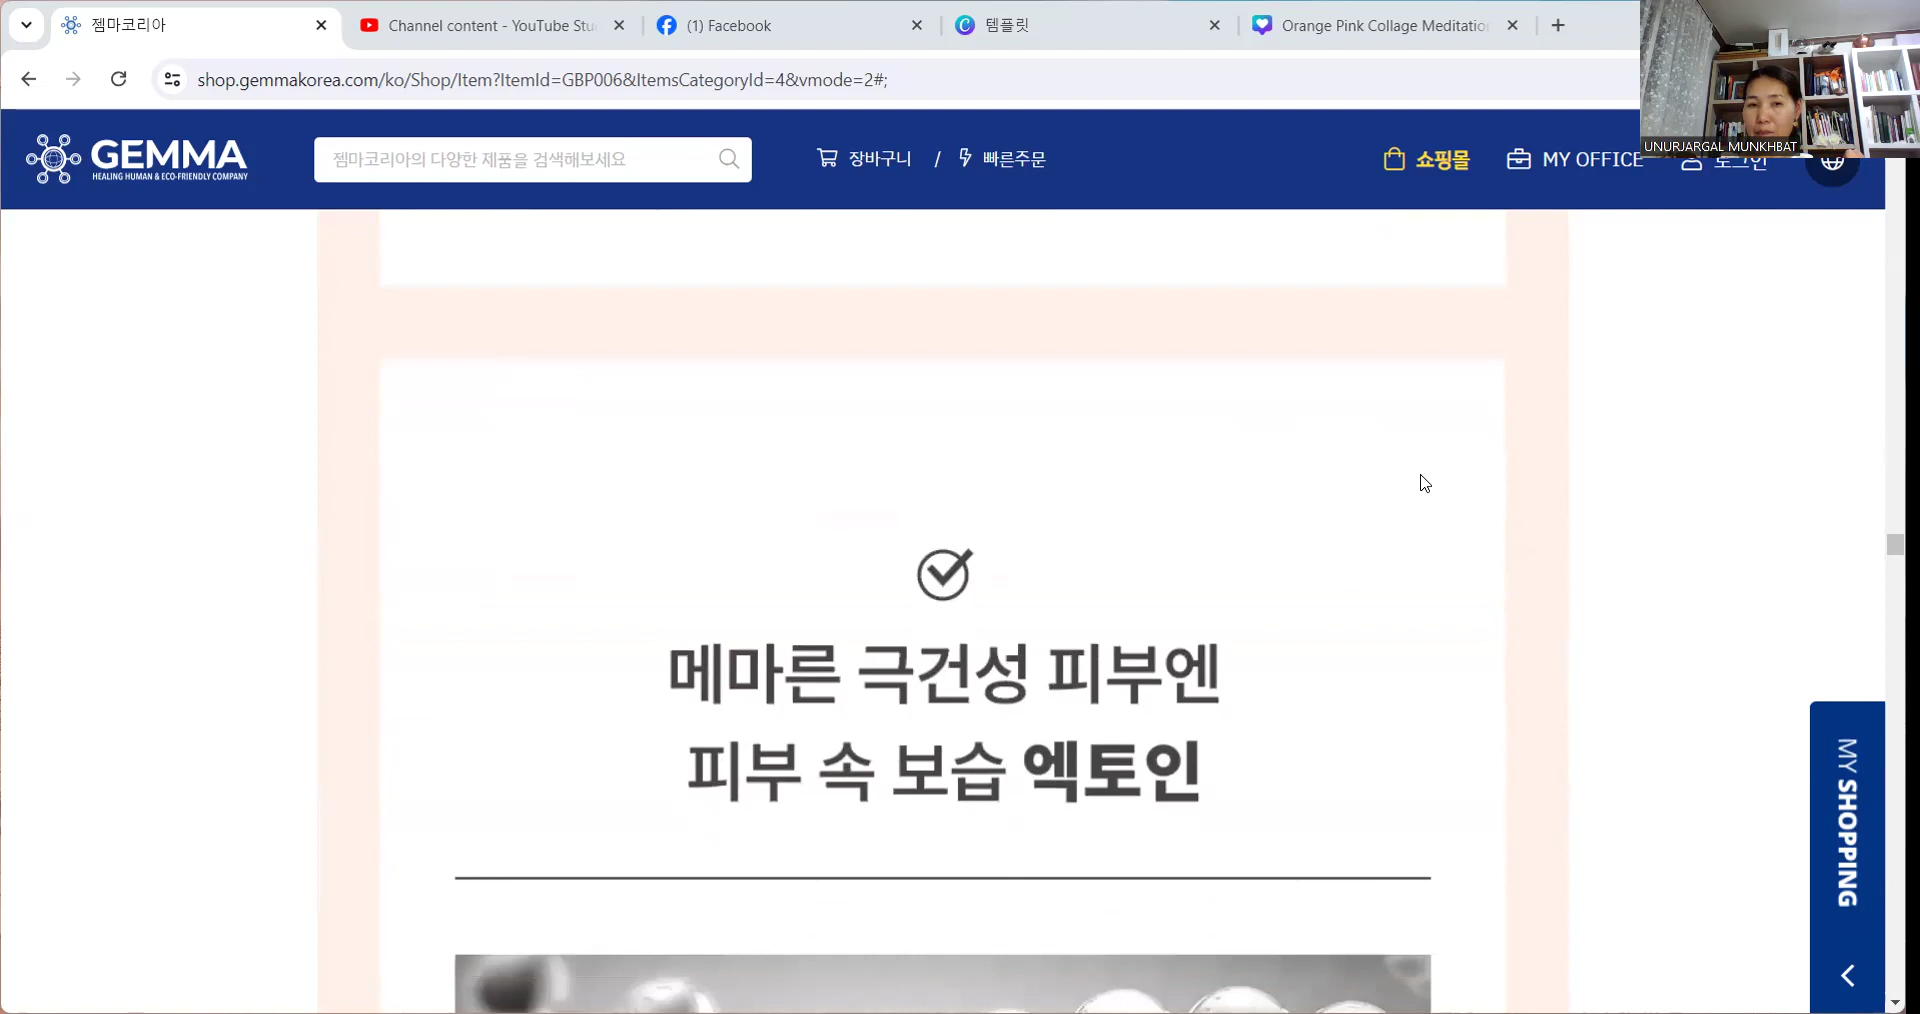 젬마코리아
Channel content - YouTube Stu
(1) Facebook
템플릿
Orange Pink Collage Meditatio
shop.gemmakorea.com/ko/Shop/Item?ItemId=GBP006&ItemsCategoryId=4&vmode=2#;
UNURJARGAL MUNKHBAT
GEMMA
HEALING HUMAN & ECO-FRIENDLY COMPANY
젬마코리아의 다양한 제품을 검색해보세요
장바구니 / 빠른주문
쇼핑몰
MY OFFICE
로그인
메마른 극건성 피부엔
피부 속 보습 엑토인
MY SHOPPING